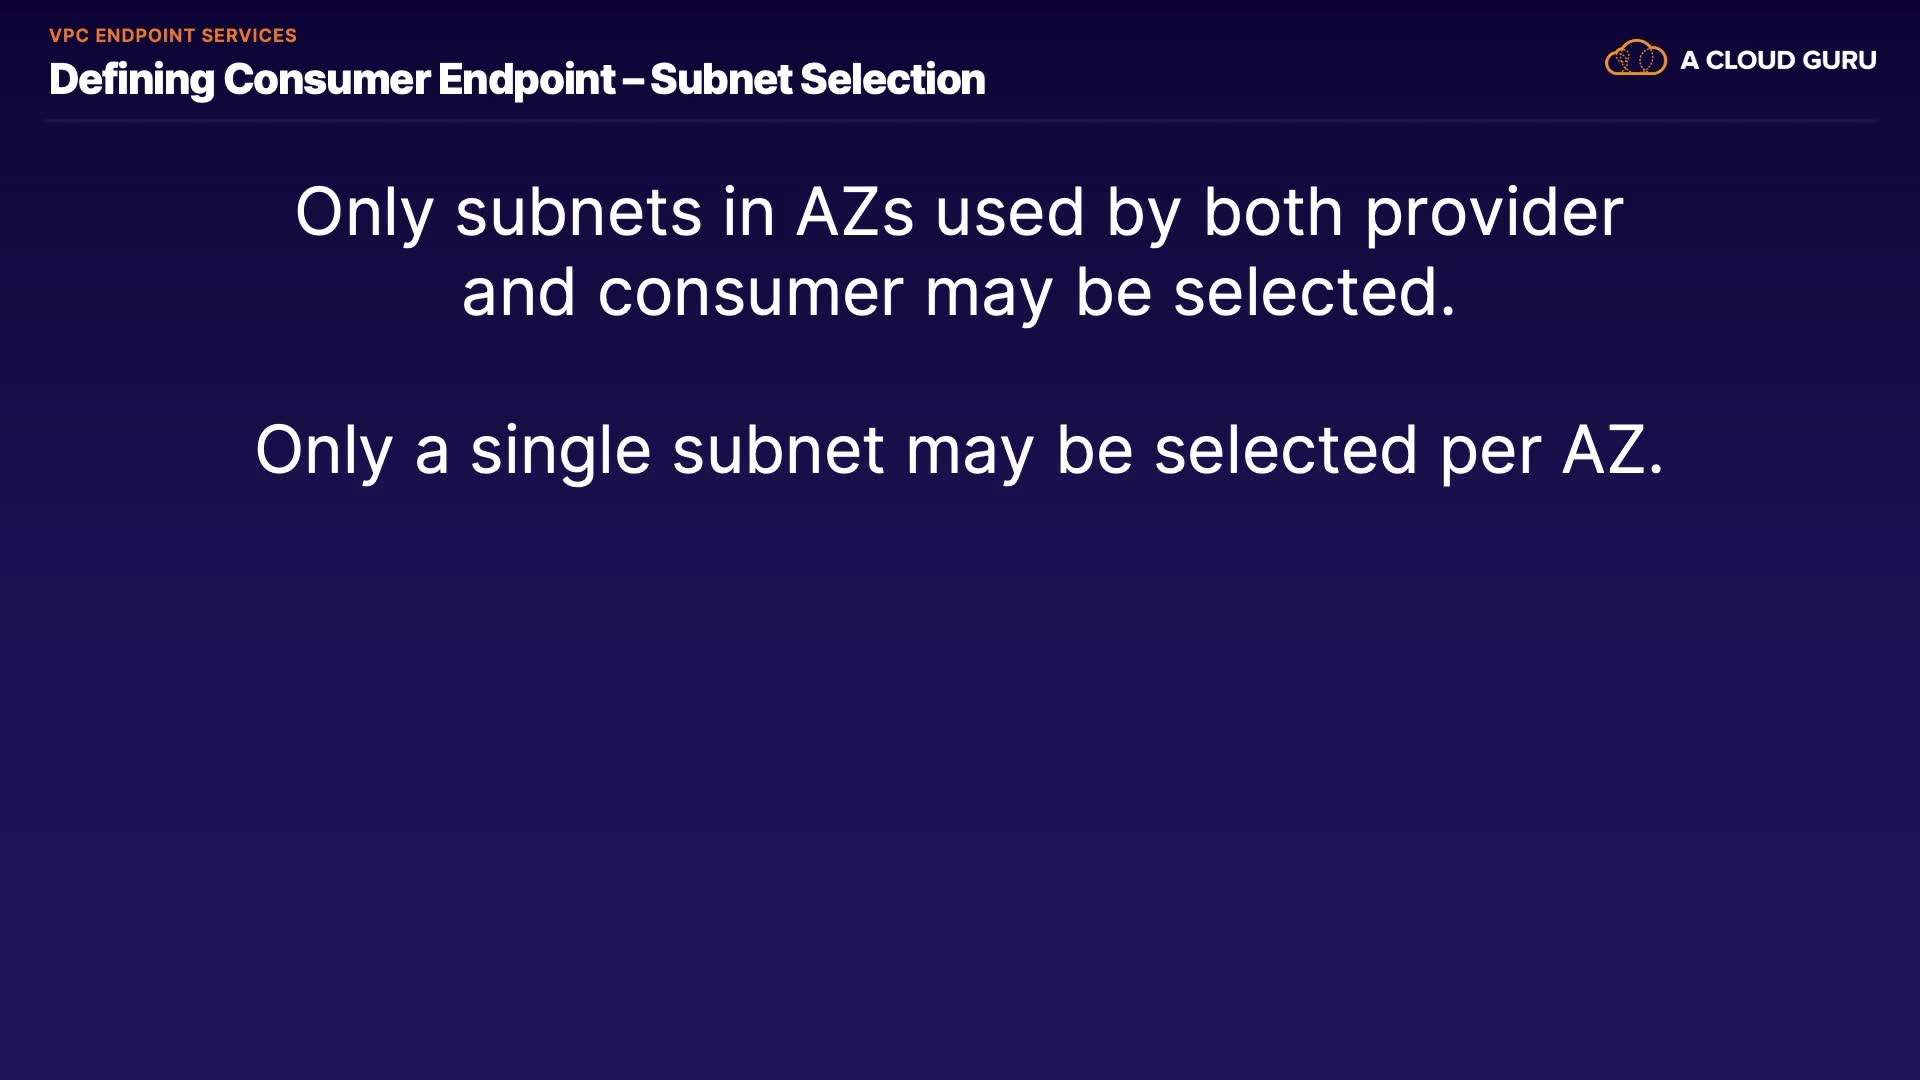 VPC ENDPOINT SERVICES
Defining Consumer Endpoint – Subnet Selection
A CLOUD GURU
Only subnets in AZs used by both provider
and consumer may be selected.
Only a single subnet may be selected per AZ.